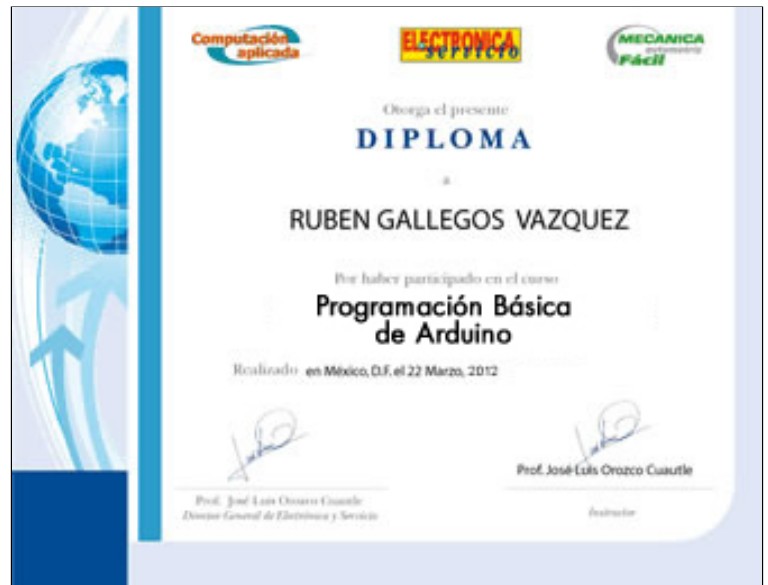 Computación
aplicada
ELECTRONICA
y servicio
MECANICA
automotriz
Fácil
Otorga el presente
DIPLOMA
a
RUBEN GALLEGOS VAZQUEZ
Por haber participado en el curso
Programación Básica
de Arduino
Realizado en México, D.F. el 22 Marzo, 2012
Prof. José Luis Orozco Cuautle
Prof. José Luis Orozco Cuautle
Director General de Electrónica y Servicio
Instructor